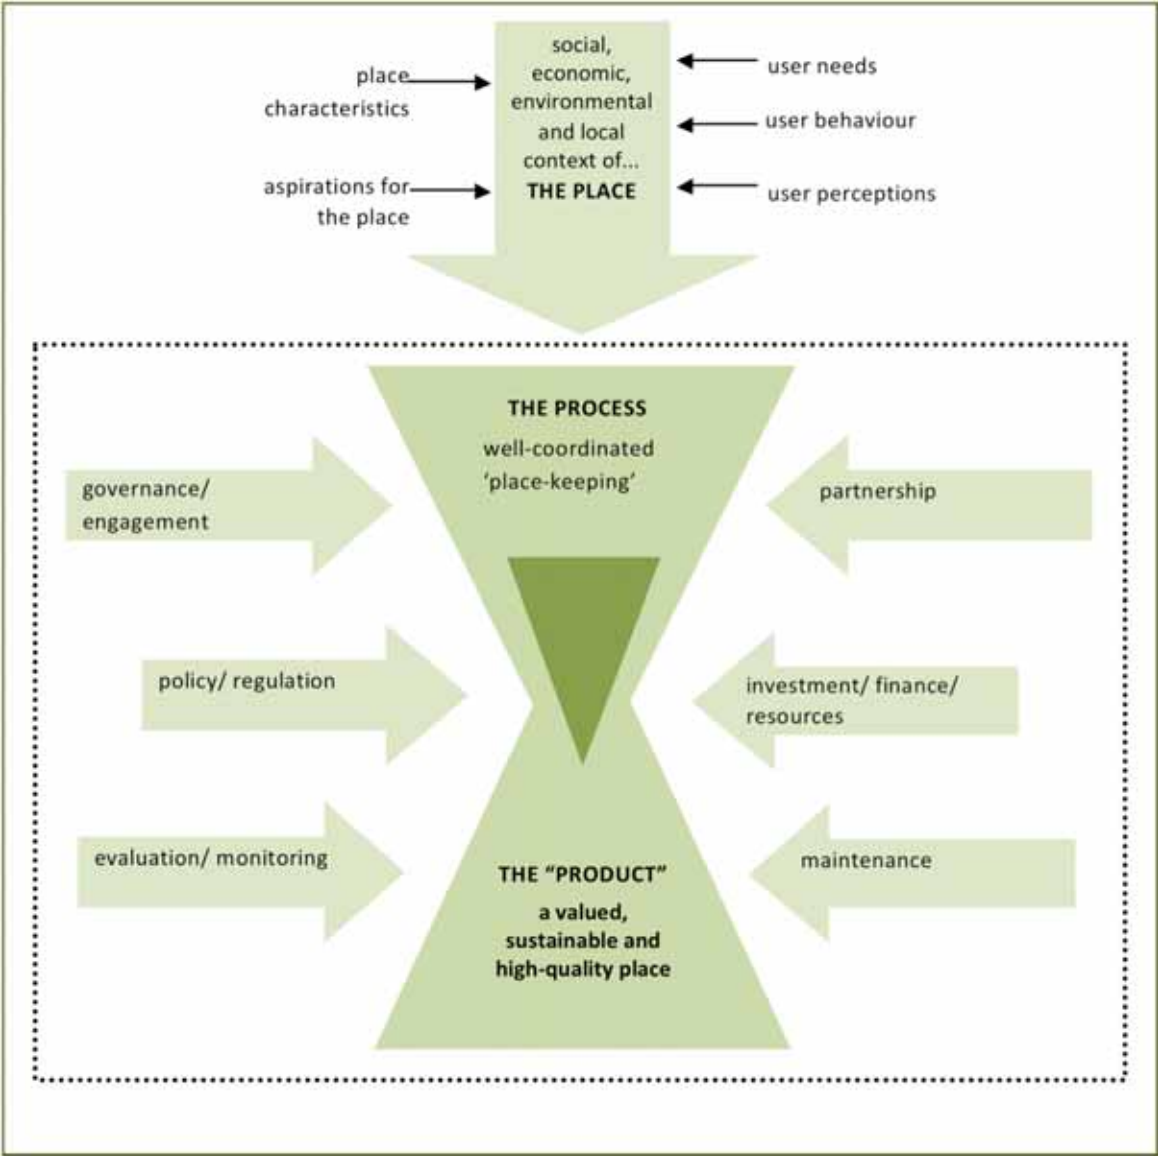 social,
economic,
environmental
and local
context of...
THE PLACE
place
characteristics
aspirations for
the place
user needs
user behaviour
user perceptions
THE PROCESS
well-coordinated
‘place-keeping’
governance/
engagement
partnership
policy/ regulation
investment/ finance/
resources
evaluation/ monitoring
maintenance
THE “PRODUCT”
a valued,
sustainable and
high-quality place